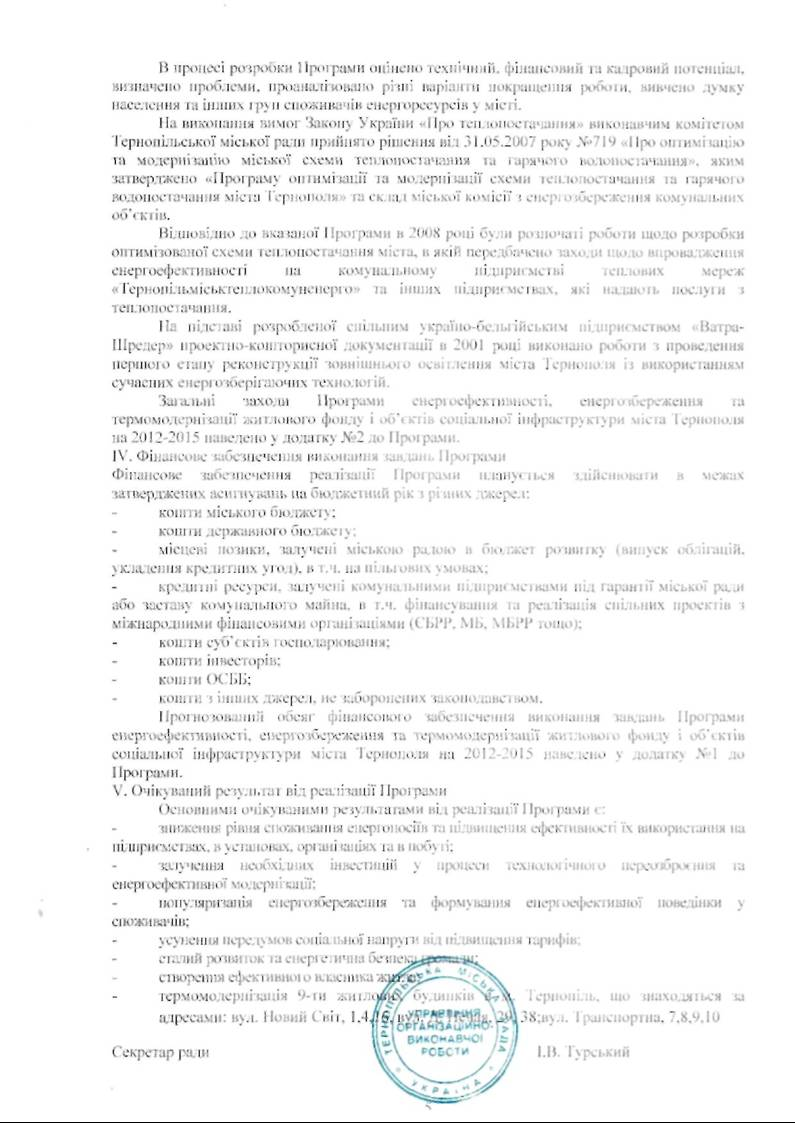 В процесі розробки Програми оцінено технічний, фінансовий та кадровий потенціал,
визначено проблеми, проаналізовано різні варіанти покращення роботи, вивчено думку
населення та інших груп споживачів енергоресурсів у місті.
На виконання вимог Закону України «Про теплопостачання» виконавчим комітетом
Тернопільської міської ради прийнято рішення від 31.05.2007 року №719 «Про оптимізацію
та модернізацію міської схеми теплопостачання та гарячого водопостачання», яким
затверджено «Програму оптимізації та модернізації схеми теплопостачання та гарячого
водопостачання міста Тернополя» та склад міської комісії з енергозбереження комунальних
об’єктів.
Відповідно до вказаної Програми в 2008 році були розпочаті роботи щодо розробки
оптимізованої схеми теплопостачання міста, в якій передбачено заходи щодо впровадження
енергоефективності на комунальному підприємстві теплових мереж
«Тернопільміськтеплокомуненерго» та інших підприємствах, які надають послуги з
теплопостачання.
На підставі розробленої спільним україно-бельгійським підприємством «Ватра-
Шредер» проектно-кошторисної документації в 2001 році виконано роботи з проведення
першого етапу реконструкції зовнішнього освітлення міста Тернополя із використанням
сучасних енергозберігаючих технологій.
Загальні заходи Програми енергоефективності, енергозбереження та
термомодернізації житлового фонду і об’єктів соціальної інфраструктури міста Тернополя
на 2012-2015 наведено у додатку №2 до Програми.
IV. Фінансове забезпечення виконання завдань Програми
Фінансове забезпечення реалізації Програми планується здійснювати в межах
затверджених асигнувань на бюджетний рік з різних джерел:
- кошти міського бюджету;
- кошти державного бюджету;
- місцеві позики, залучені міською радою в бюджет розвитку (випуск облігацій,
укладення кредитних угод), в т.ч. на пільгових умовах;
- кредитні ресурси, залучені комунальними підприємствами під гарантії міської ради
або заставу комунального майна, в т.ч. фінансування та реалізація спільних проектів з
міжнародними фінансовими організаціями (ЄБРР, МБ, МБРР тощо);
- кошти суб’єктів господарювання;
- кошти інвесторів;
- кошти ОСББ;
- кошти з інших джерел, не заборонених законодавством.
Прогнозований обсяг фінансового забезпечення виконання завдань Програми
енергоефективності, енергозбереження та термомодернізації житлового фонду і об’єктів
соціальної інфраструктури міста Тернополя на 2012-2015 наведено у додатку №1 до
Програми.
V. Очікуваний результат від реалізації Програми
Основними очікуваними результатами від реалізації Програми є:
- зниження рівня споживання енергоносіїв та підвищення ефективності їх використання на
підприємствах, в установах, організаціях та в побуті;
- залучення необхідних інвестицій у процеси технологічного переозброєння та
енергоефективної модернізації;
- популяризація енергозбереження та формування енергоефективної поведінки у
споживачів;
- усунення передумов соціальної напруги від підвищення тарифів;
- сталий розвиток та енергетична безпека громади;
- створення ефективного власника житла;
- термомодернізація 9-ти житлових будинків в м. Тернопіль, що знаходяться за
адресами: вул. Новий Світ, 1,4,16, вул. 38;вул. Транспортна, 7,8,9,10
Секретар ради І.В. Турський
ТЕРНОПІЛЬСЬКА МІСЬКА РАДА
УПРАВЛІННЯ
ОРГАНІЗАЦІЙНО-
ВИКОНАВЧОЇ
РОБОТИ
УКРАЇНА